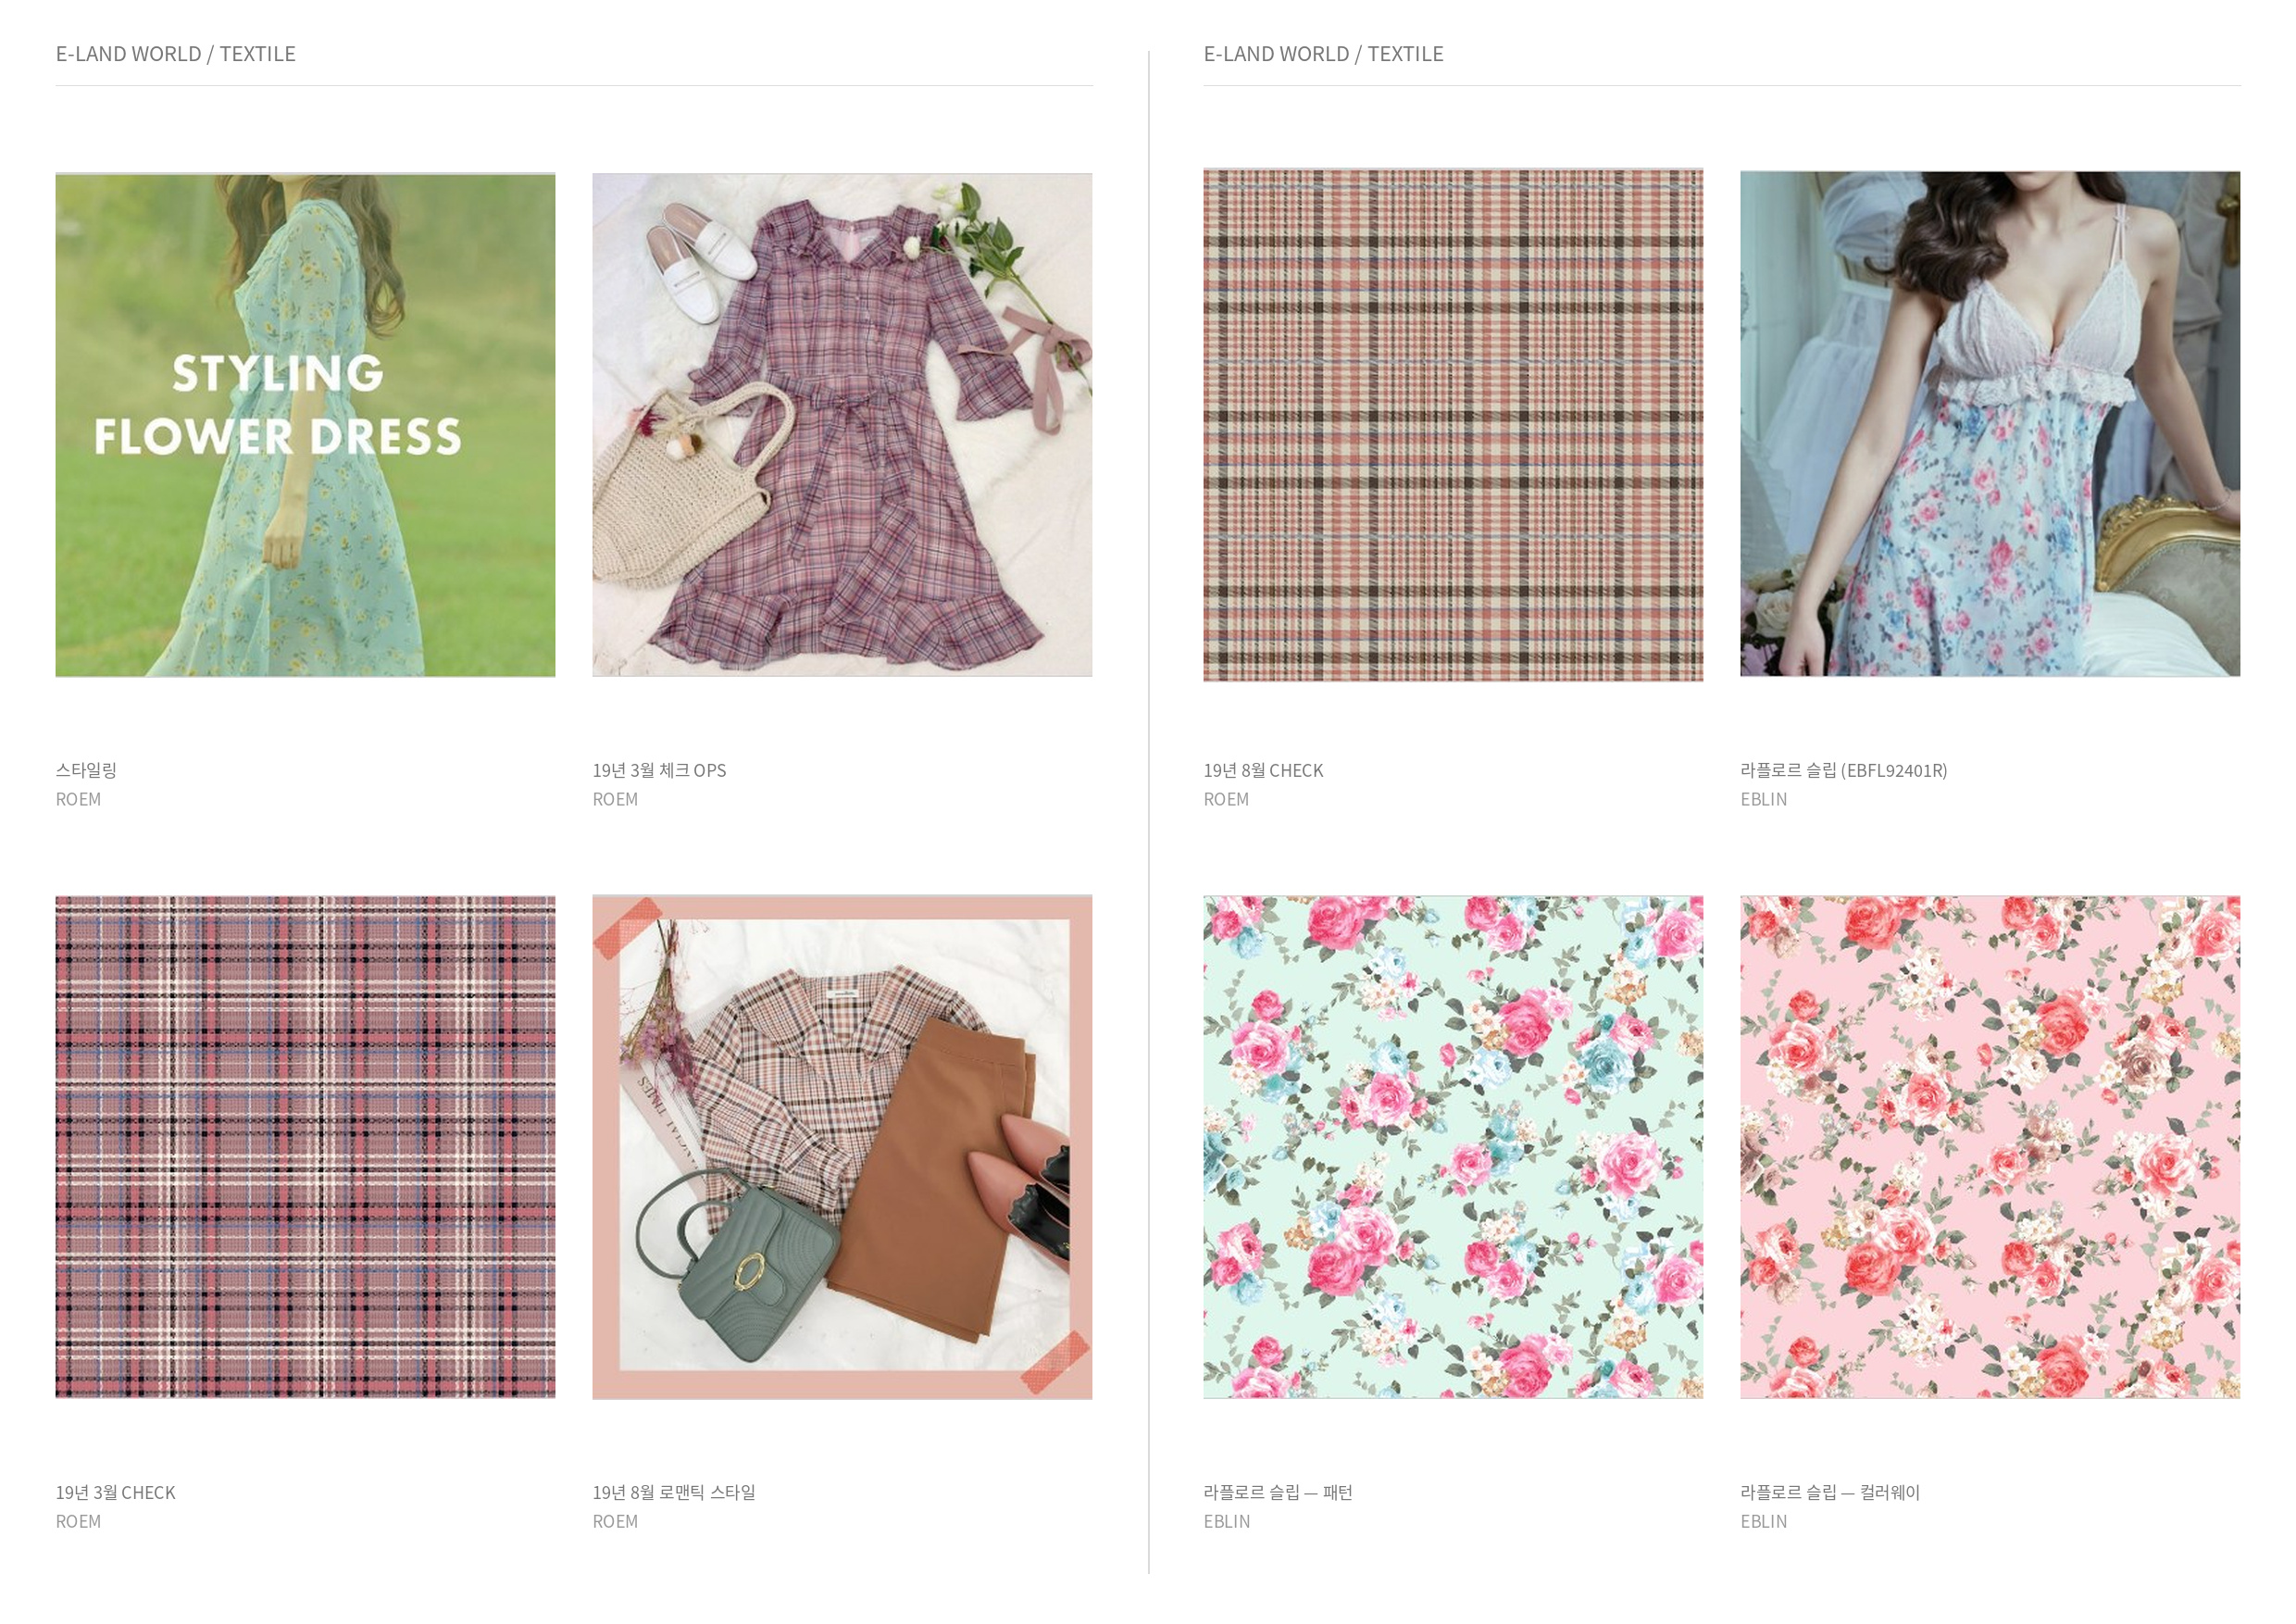 E-LAND WORLD / TEXTILE
STYLING
FLOWER DRESS
스타일링
ROEM
19년 3월 체크 OPS
ROEM
19년 3월 CHECK
ROEM
TIMES
19년 8월 로맨틱 스타일
ROEM
E-LAND WORLD / TEXTILE
19년 8월 CHECK
ROEM
라플로르 슬립 (EBFL92401R)
EBLIN
라플로르 슬립 — 패턴
EBLIN
라플로르 슬립 — 컬러웨이
EBLIN